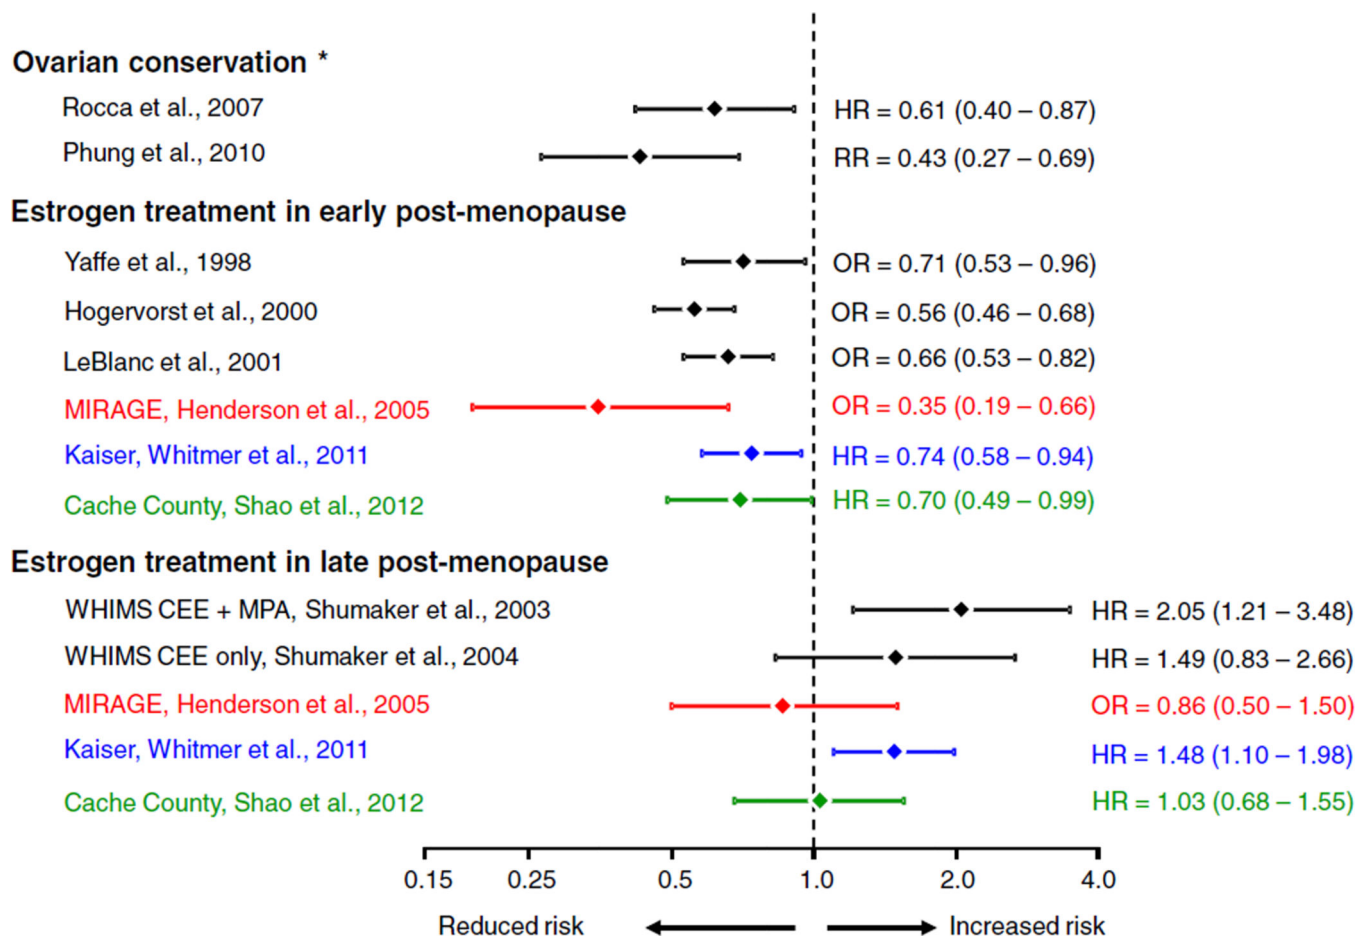 Ovarian conservation *
Rocca et al., 2007 HR = 0.61 (0.40 – 0.87)
Phung et al., 2010 RR = 0.43 (0.27 – 0.69)
Estrogen treatment in early post-menopause
Yaffe et al., 1998 OR = 0.71 (0.53 – 0.96)
Hogervorst et al., 2000 OR = 0.56 (0.46 – 0.68)
LeBlanc et al., 2001 OR = 0.66 (0.53 – 0.82)
MIRAGE, Henderson et al., 2005 OR = 0.35 (0.19 – 0.66)
Kaiser, Whitmer et al., 2011 HR = 0.74 (0.58 – 0.94)
Cache County, Shao et al., 2012 HR = 0.70 (0.49 – 0.99)
Estrogen treatment in late post-menopause
WHIMS CEE + MPA, Shumaker et al., 2003 HR = 2.05 (1.21 – 3.48)
WHIMS CEE only, Shumaker et al., 2004 HR = 1.49 (0.83 – 2.66)
MIRAGE, Henderson et al., 2005 OR = 0.86 (0.50 – 1.50)
Kaiser, Whitmer et al., 2011 HR = 1.48 (1.10 – 1.98)
Cache County, Shao et al., 2012 HR = 1.03 (0.68 – 1.55)
0.15 0.25 0.5 1.0 2.0 4.0
Reduced risk Increased risk